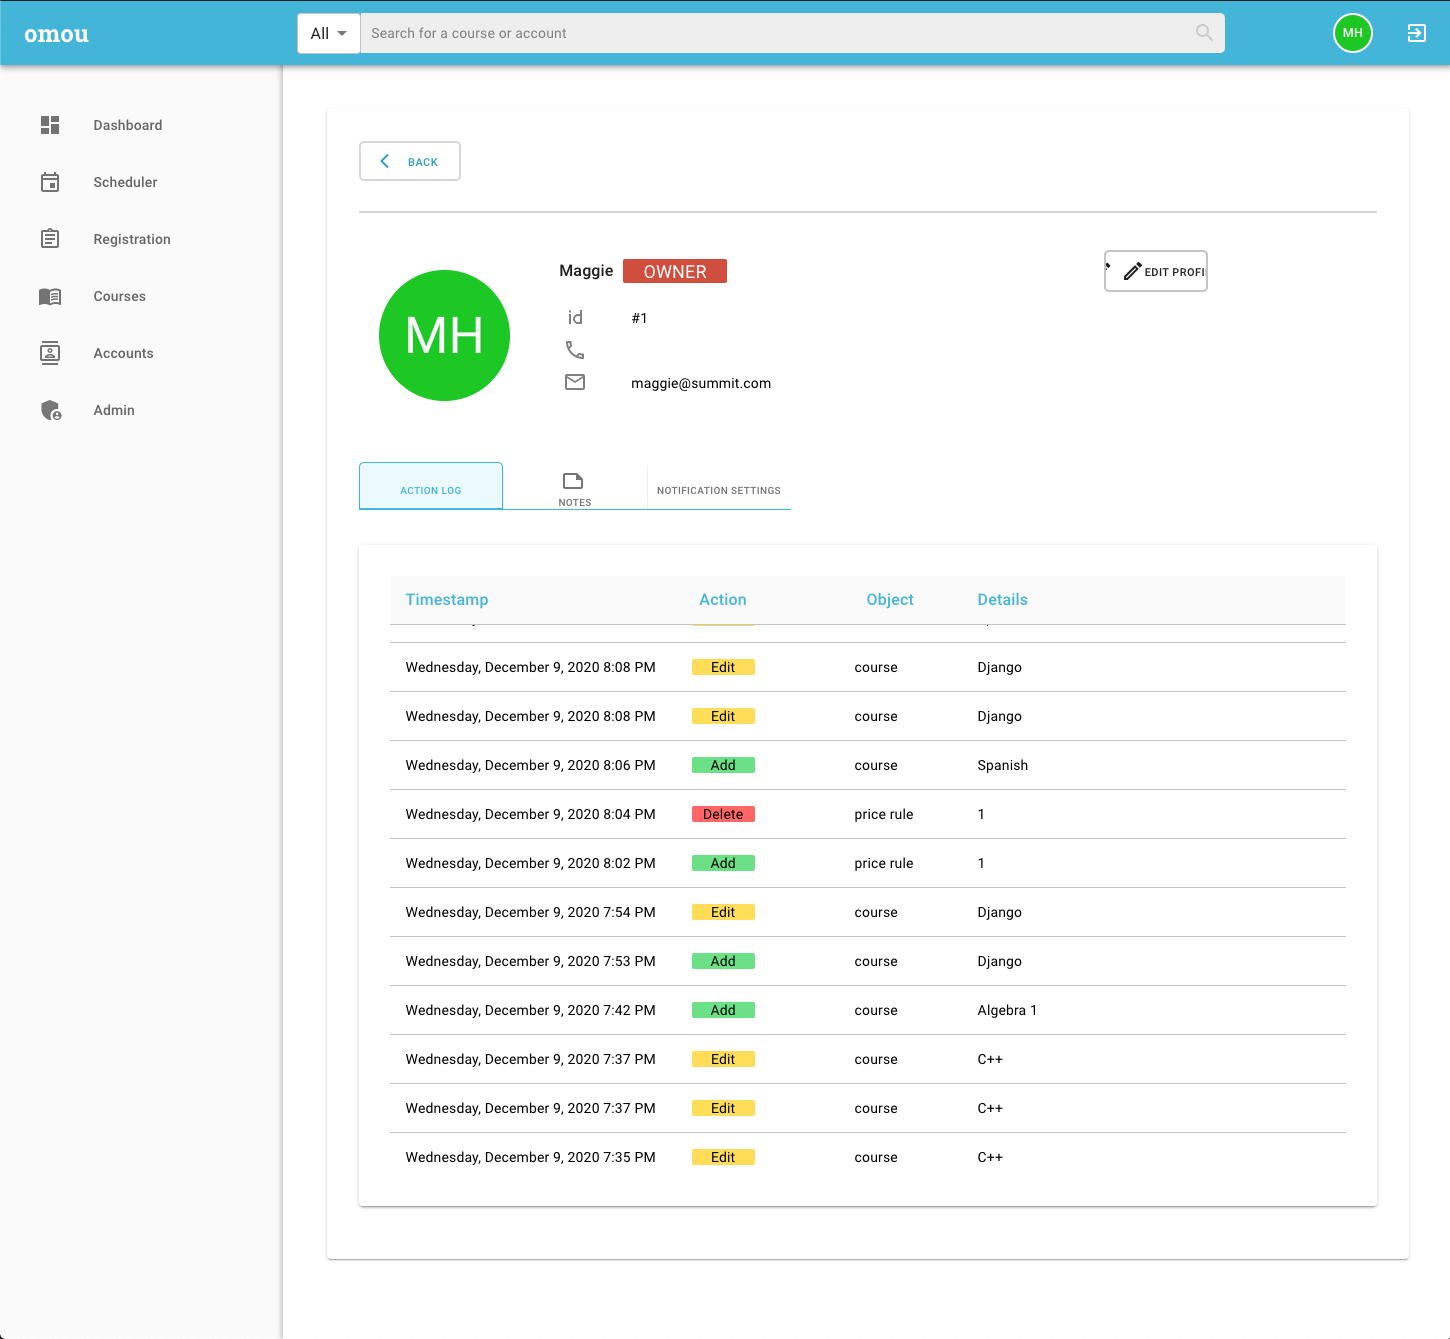 omou
All
Search for a course or account
MH
Dashboard
Scheduler
Registration
Courses
Accounts
Admin
BACK
MH
Maggie OWNER
id #1
maggie@summit.com
EDIT PROFI
ACTION LOG
NOTES
NOTIFICATION SETTINGS
Timestamp Action Object Details
Wednesday, December 9, 2020 8:08 PM Edit course Django
Wednesday, December 9, 2020 8:08 PM Edit course Django
Wednesday, December 9, 2020 8:06 PM Add course Spanish
Wednesday, December 9, 2020 8:04 PM Delete price rule 1
Wednesday, December 9, 2020 8:02 PM Add price rule 1
Wednesday, December 9, 2020 7:54 PM Edit course Django
Wednesday, December 9, 2020 7:53 PM Add course Django
Wednesday, December 9, 2020 7:42 PM Add course Algebra 1
Wednesday, December 9, 2020 7:37 PM Edit course C++
Wednesday, December 9, 2020 7:37 PM Edit course C++
Wednesday, December 9, 2020 7:35 PM Edit course C++